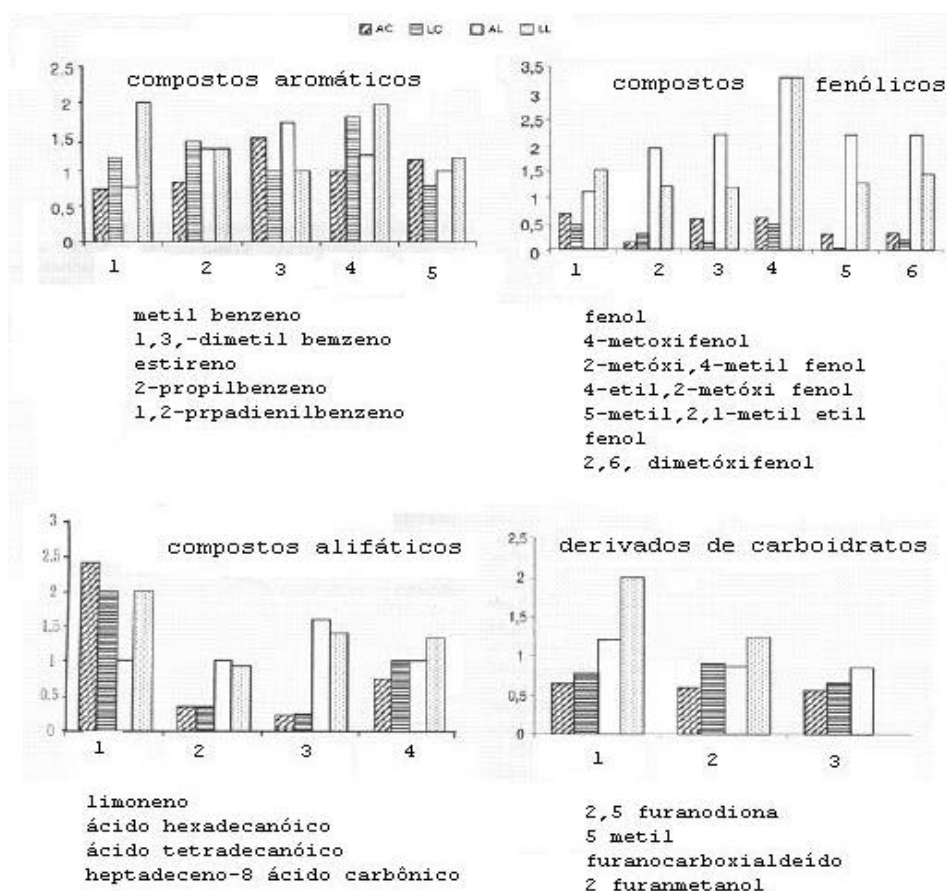 AC LC AL LL
compostos aromáticos
2.5
2
1.5
1
0,5
0
1 2 3 4 5
metil benzeno
1,3,-dimetil bemzeno
estireno
2-propilbenzeno
1,2-prpadienilbenzeno
compostos fenólicos
3,5
3
2.5
2
1.5
1
0.5
0
1 2 3 4 5 6
fenol
4-metoxifenol
2-metóxi,4-metil fenol
4-etil,2-metóxi fenol
5-metil,2,1-metil etil
fenol
2,6, dimetóxifenol
compostos alifáticos
3
2.5
2
1.5
1
0.5
0
1 2 3 4
limoneno
ácido hexadecanóico
ácido tetradecanóico
heptadeceno-8 ácido carbônico
derivados de carboidratos
2,5
2
1,5
1
0,5
0
1 2 3
2,5 furanodiona
5 metil
furanocarboxialdeído
2 furanmetanol